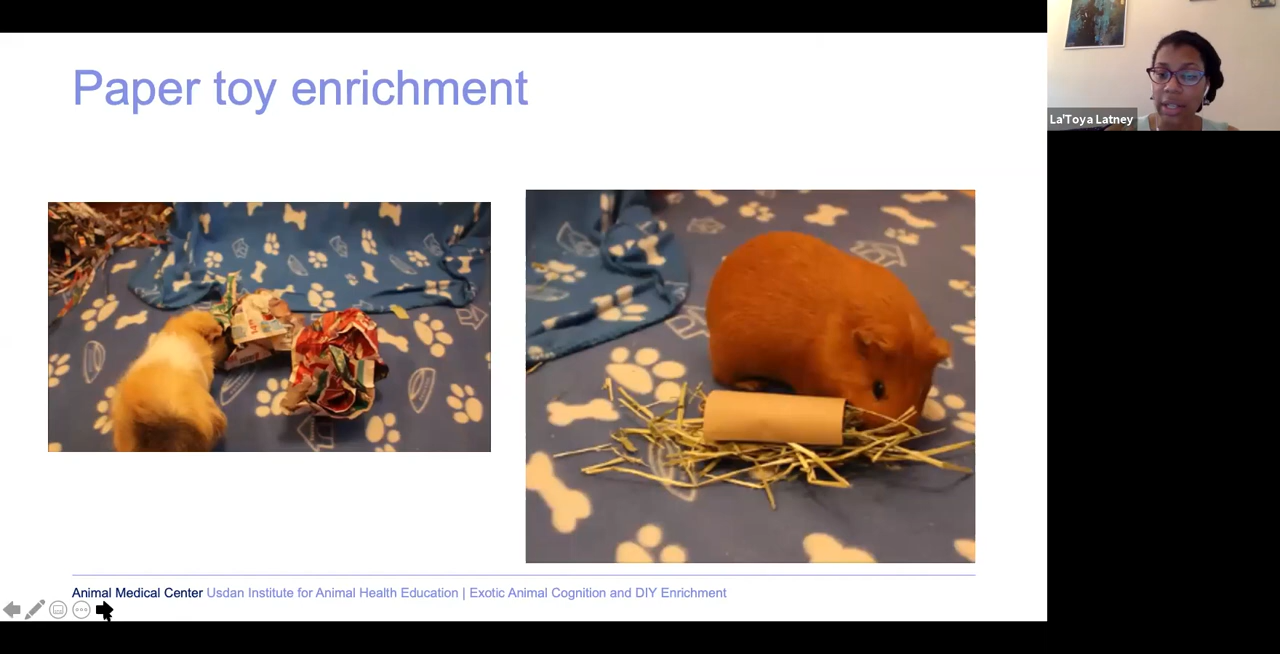 Paper toy enrichment
La'Toya Latney
Animal Medical Center Usdan Institute for Animal Health Education | Exotic Animal Cognition and DIY Enrichment